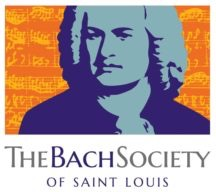 THEBACHSOCIETY
OF SAINT LOUIS